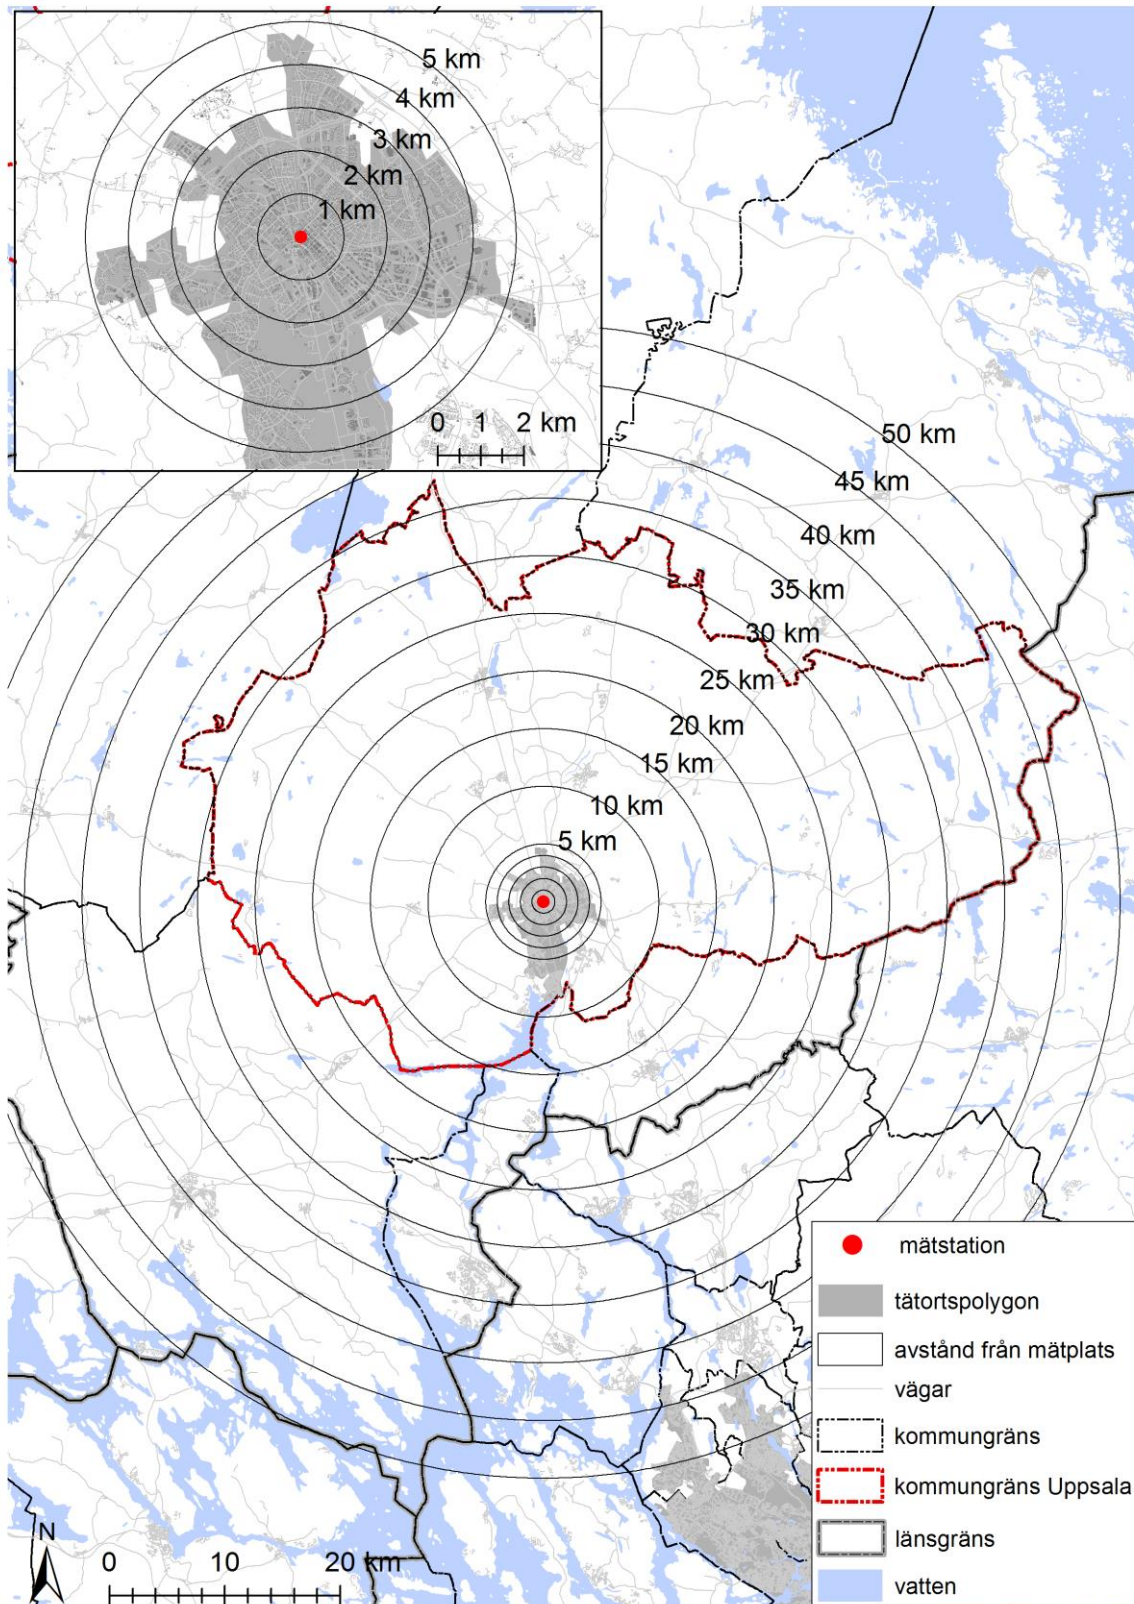 5 km
4 km
3 km
2 km
1 km
0 1 2 km
50 km
45 km
40 km
35 km
30 km
25 km
20 km
15 km
10 km
5 km
mätstation
tätortspolygon
avstånd från mätplats
vägar
kommungräns
kommungräns Uppsala
länsgräns
vatten
N
0 10 20 km